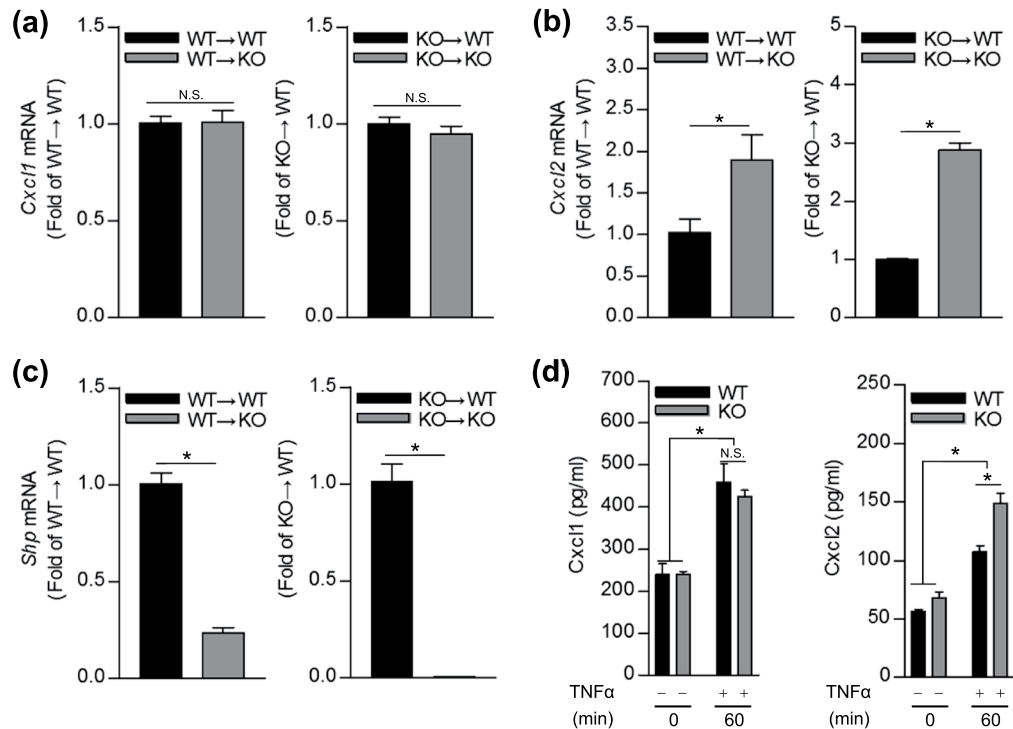 (a)
1.5
1.0
0.5
0.0
Cxcl1 mRNA
(Fold of WT→ WT)
WT→WT
WT→KO
N.S.
1.5
1.0
0.5
0.0
(Fold of KO→ WT)
KO→WT
KO→KO
N.S.
(b)
3.5
3.0
2.5
2.0
1.5
1.0
0.5
0.0
Cxcl2 mRNA
(Fold of WT→ WT)
WT→WT
WT→KO
*
5
4
3
2
1
0
(Fold of KO→ WT)
KO→WT
KO→KO
*
(c)
1.5
1.0
0.5
0.0
Shp mRNA
(Fold of WT→ WT)
WT→WT
WT→KO
*
1.5
1.0
0.5
0.0
(Fold of KO→ WT)
KO→WT
KO→KO
*
(d)
700
600
500
400
300
200
100
0
Cxcl1 (pg/ml)
WT
KO
*
N.S.
TNFα – – + +
(min) 0 60
250
200
150
100
50
0
Cxcl2 (pg/ml)
WT
KO
*
*
TNFα – – + +
(min) 0 60